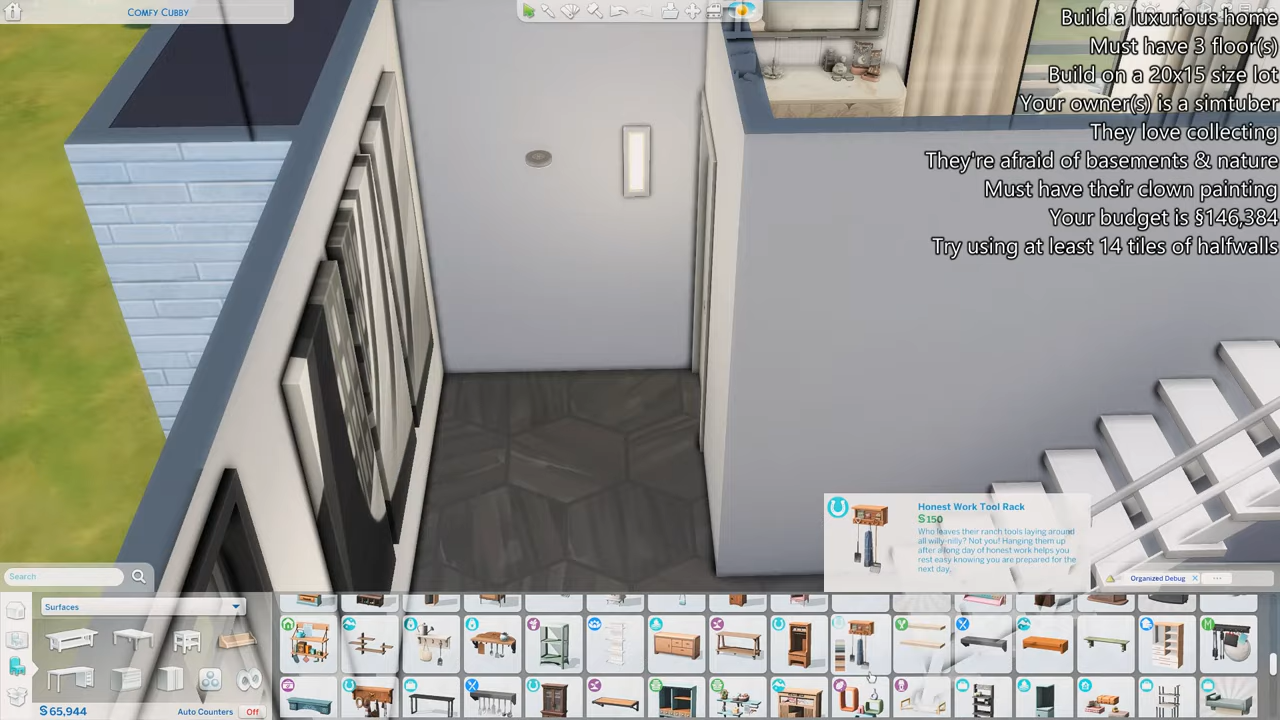 COMFY CUBBY
Build a luxurious home
Must have 3 floor(s)
Build on a 20x15 size lot
Your owner(s) is a simtuber
They love collecting
They're afraid of basements & nature
Must have their clown painting
Your budget is §146,384
Try using at least 14 tiles of halfwalls
Honest Work Tool Rack
§150
Who leaves their ranch tools laying around
all willy-nilly? Not you! Hanging them up
after a long day of honest work helps you
rest easy knowing you are prepared for the
next day.
Search
Organized Debug
Surfaces
§65,944
Auto Counters
Off